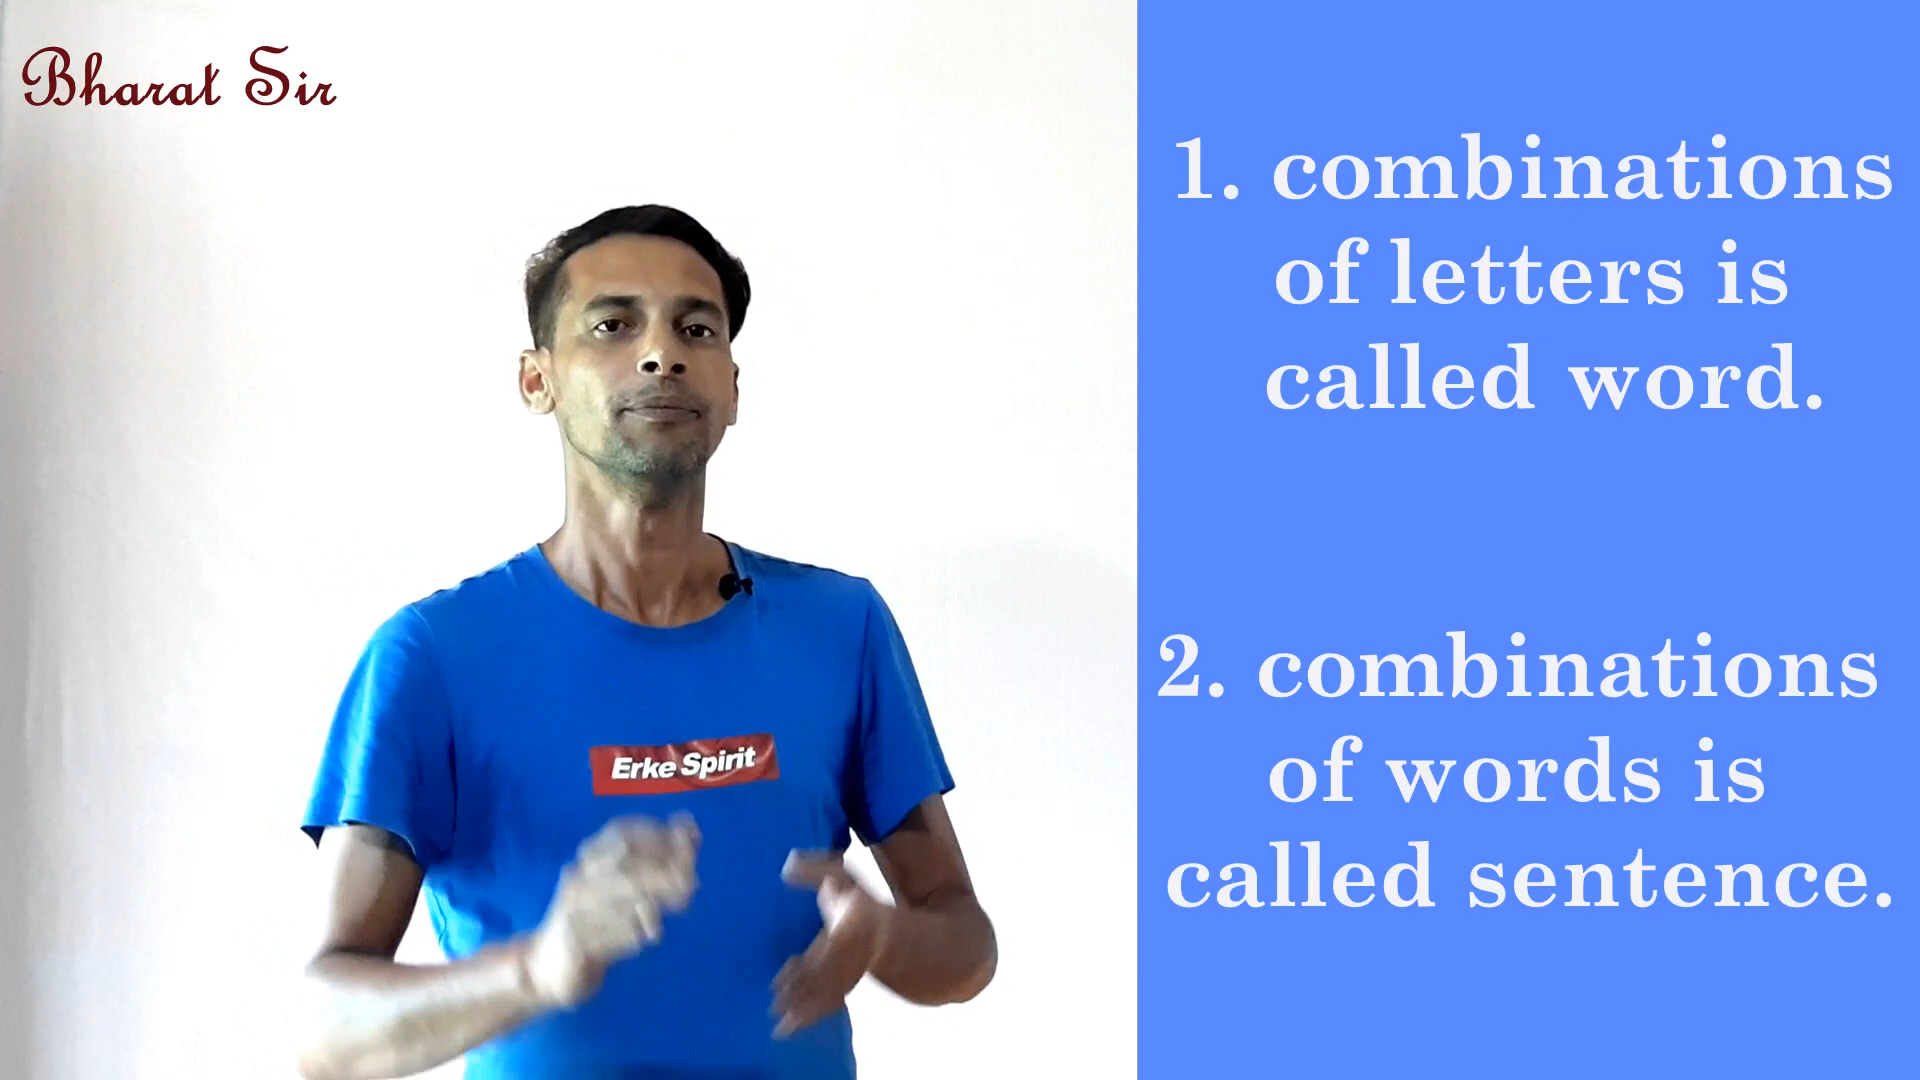 Bharat Sir
1. combinations
of letters is
called word.
Erke Spirit
2. combinations
of words is
called sentence.